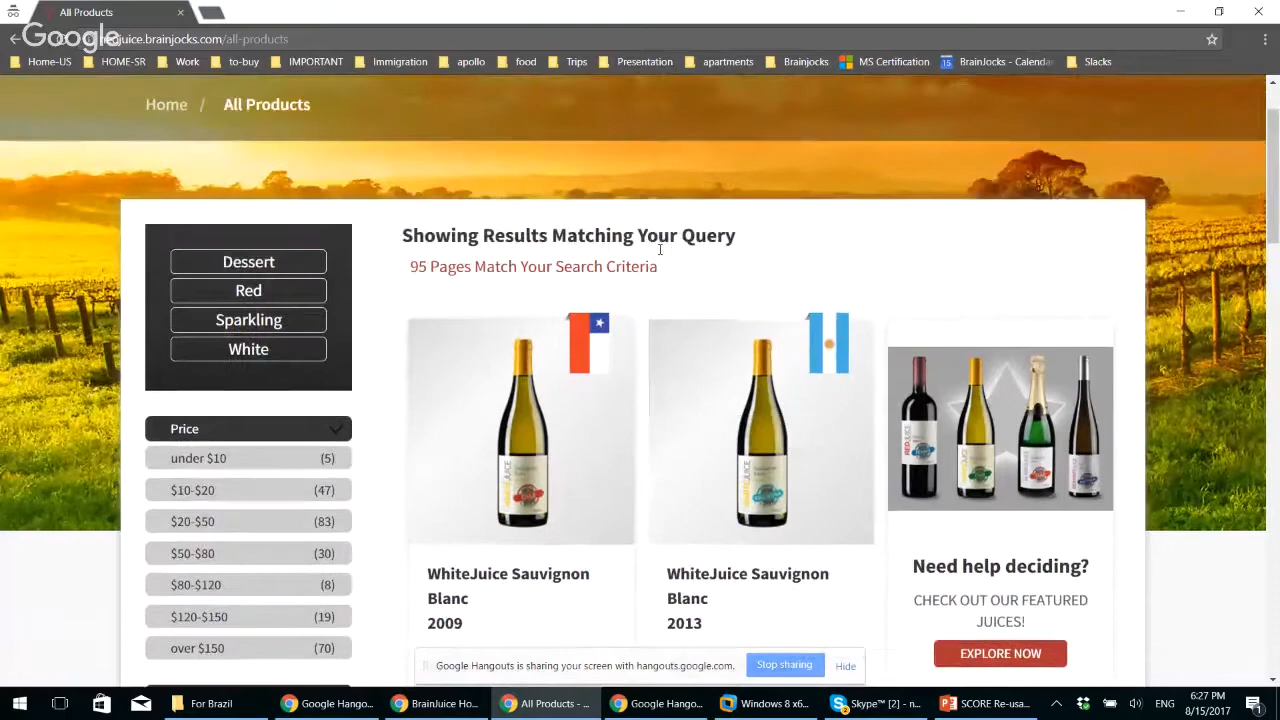 All Products
Google
juice.brainjocks.com/all-products
Home-US HOME-SR Work to-buy IMPORTANT Immigration apollo food Trips Presentation apartments Brainjocks MS Certification 15 BrainJocks - Calenda Slacks
Home / All Products
Showing Results Matching Your Query
95 Pages Match Your Search Criteria
Dessert
Red
Sparkling
White
Price
under $10 (5)
$10-$20 (47)
$20-$50 (83)
$50-$80 (30)
$80-$120 (8)
$120-$150 (19)
over $150 (70)
WhiteJuice Sauvignon
Blanc
2009
WhiteJuice Sauvignon
Blanc
2013
Need help deciding?
CHECK OUT OUR FEATURED
JUICES!
EXPLORE NOW
Google Hangouts is sharing your screen with hangouts.google.com. Stop sharing Hide
For Brazil Google Hango... BrainJuice Hom... All Products - ... Google Hango... Windows 8 x6... Skype™ [2] - n... SCORE Re-usa...
6:27 PM
8/15/2017